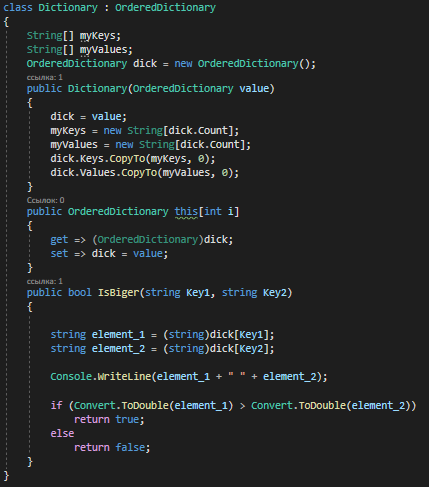 class Dictionary : OrderedDictionary
{
String[] myKeys;
String[] myValues;
OrderedDictionary dick = new OrderedDictionary();
ссылка: 1
public Dictionary(OrderedDictionary value)
{
dick = value;
myKeys = new String[dick.Count];
myValues = new String[dick.Count];
dick.Keys.CopyTo(myKeys, 0);
dick.Values.CopyTo(myValues, 0);
}
Ссылок: 0
public OrderedDictionary this[int i]
{
get => (OrderedDictionary)dick;
set => dick = value;
}
ссылка: 1
public bool IsBiger(string Key1, string Key2)
{
string element_1 = (string)dick[Key1];
string element_2 = (string)dick[Key2];
Console.WriteLine(element_1 + " " + element_2);
if (Convert.ToDouble(element_1) > Convert.ToDouble(element_2))
return true;
else
return false;
}
}